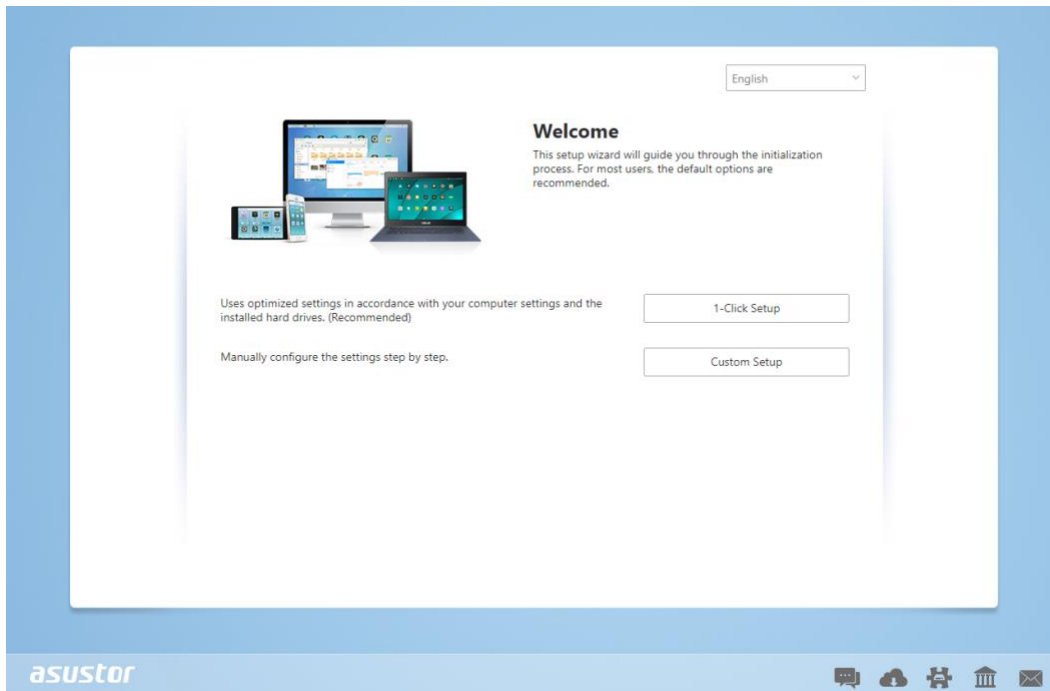 English
Welcome
This setup wizard will guide you through the initialization
process. For most users, the default options are
recommended.
Uses optimized settings in accordance with your computer settings and the
installed hard drives. (Recommended)
1-Click Setup
Manually configure the settings step by step.
Custom Setup
asustor